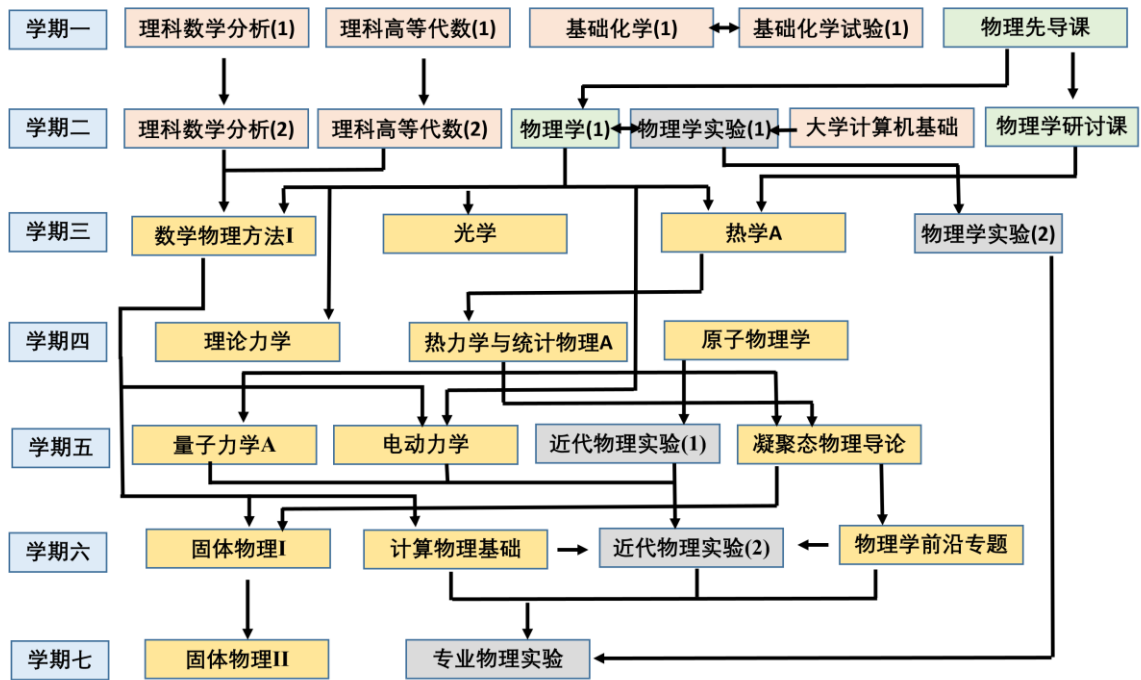 学期一
理科数学分析(1)
理科高等代数(1)
基础化学(1)
基础化学试验(1)
物理先导课
学期二
理科数学分析(2)
理科高等代数(2)
物理学(1)
物理学实验(1)
大学计算机基础
物理学研讨课
学期三
数学物理方法I
光学
热学A
物理学实验(2)
学期四
理论力学
热力学与统计物理A
原子物理学
学期五
量子力学A
电动力学
近代物理实验(1)
凝聚态物理导论
学期六
固体物理I
计算物理基础
近代物理实验(2)
物理学前沿专题
学期七
固体物理II
专业物理实验